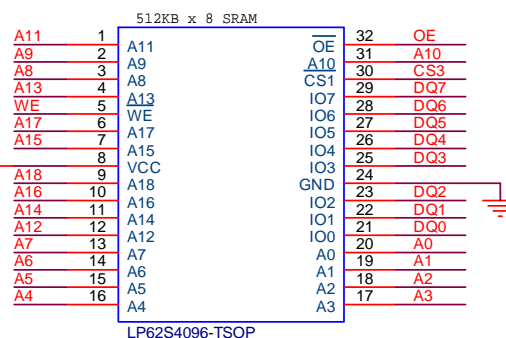 512KB x 8 SRAM
A11 1 A11 OE 32 OE
A9 2 A9 A10 31 A10
A8 3 A8 CS1 30 CS3
A13 4 A13 IO7 29 DQ7
WE 5 WE IO6 28 DQ6
A17 6 A17 IO5 27 DQ5
A15 7 A15 IO4 26 DQ4
8 VCC IO3 25 DQ3
A18 9 A18 GND 24
A16 10 A16 IO2 23 DQ2
A14 11 A14 IO1 22 DQ1
A12 12 A12 IO0 21 DQ0
A7 13 A7 A0 20 A0
A6 14 A6 A1 19 A1
A5 15 A5 A2 18 A2
A4 16 A4 A3 17 A3
LP62S4096-TSOP